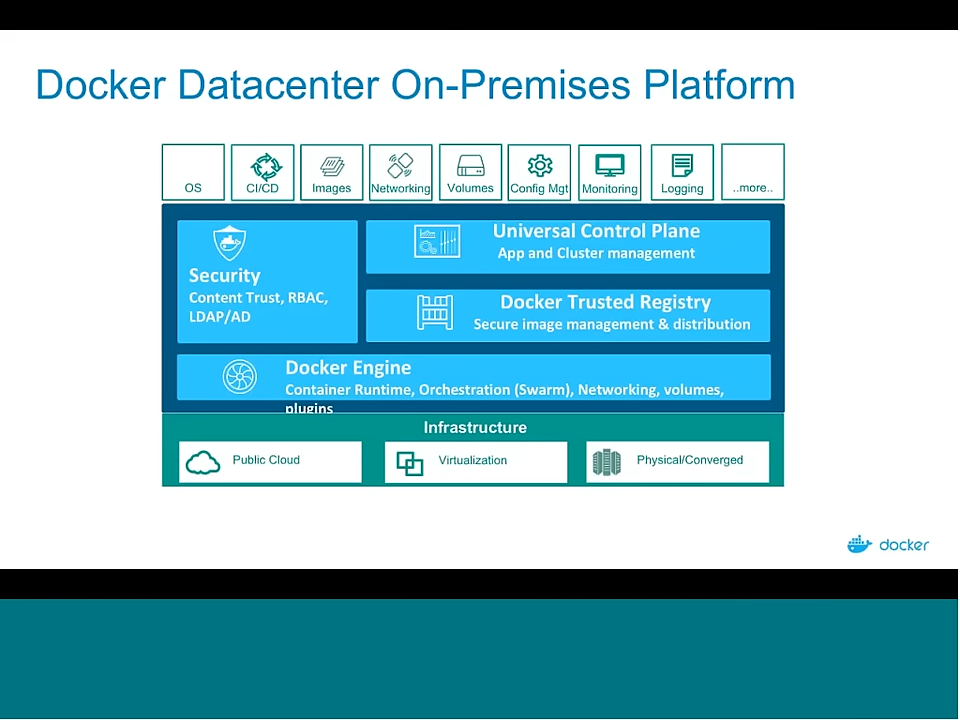 Docker Datacenter On-Premises Platform
OS
CI/CD
Images
Networking
Volumes
Config Mgt
Monitoring
Logging
..more..
Security
Content Trust, RBAC,
LDAP/AD
Universal Control Plane
App and Cluster management
Docker Trusted Registry
Secure image management & distribution
Docker Engine
Container Runtime, Orchestration (Swarm), Networking, volumes,
plugins
Infrastructure
Public Cloud
Virtualization
Physical/Converged
docker